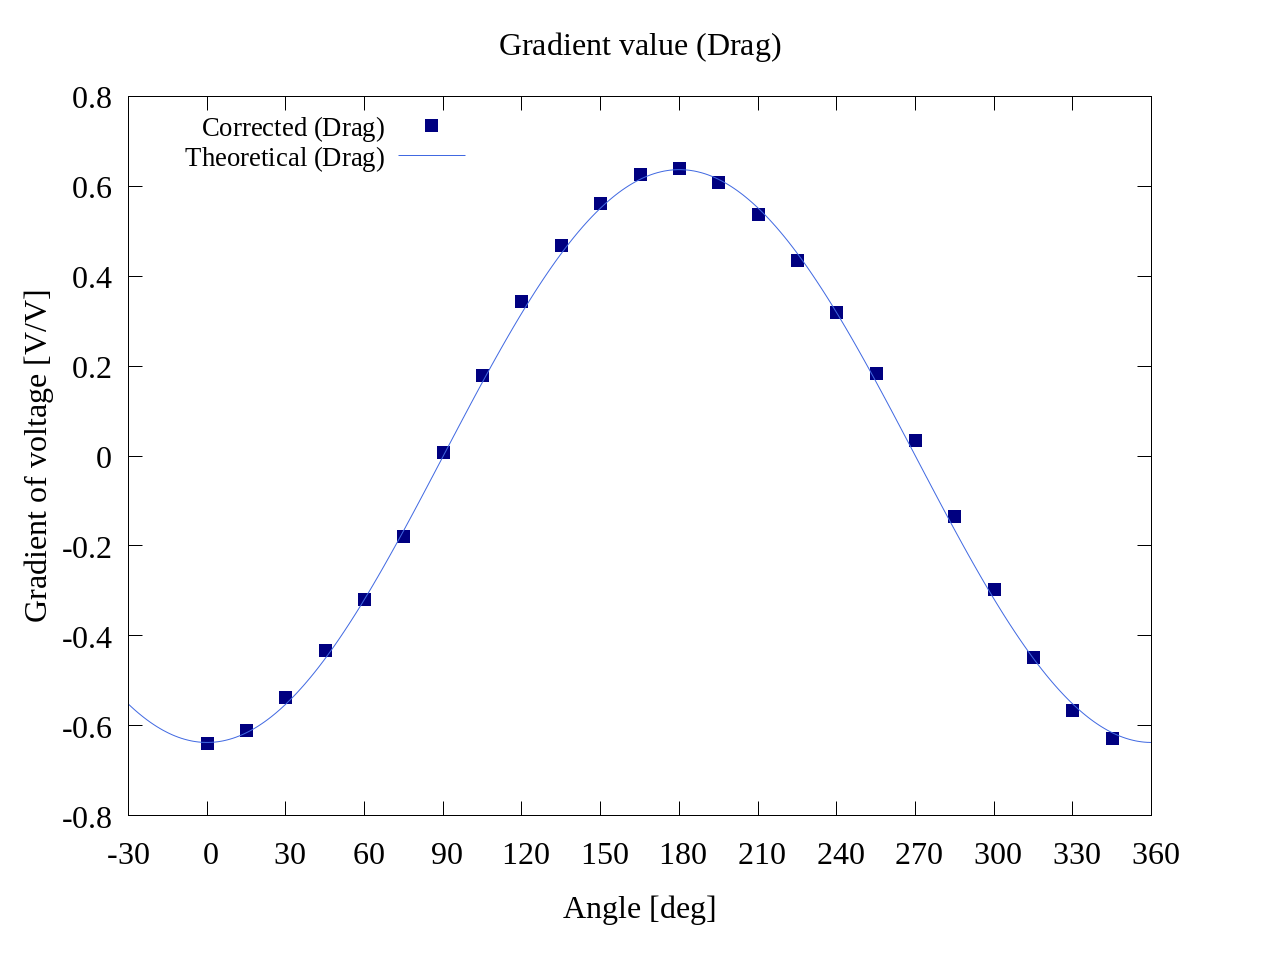 Gradient value (Drag)
Corrected (Drag)
Theoretical (Drag)
0.8
0.6
0.4
0.2
0
-0.2
-0.4
-0.6
-0.8
Gradient of voltage [V/V]
-30 0 30 60 90 120 150 180 210 240 270 300 330 360
Angle [deg]